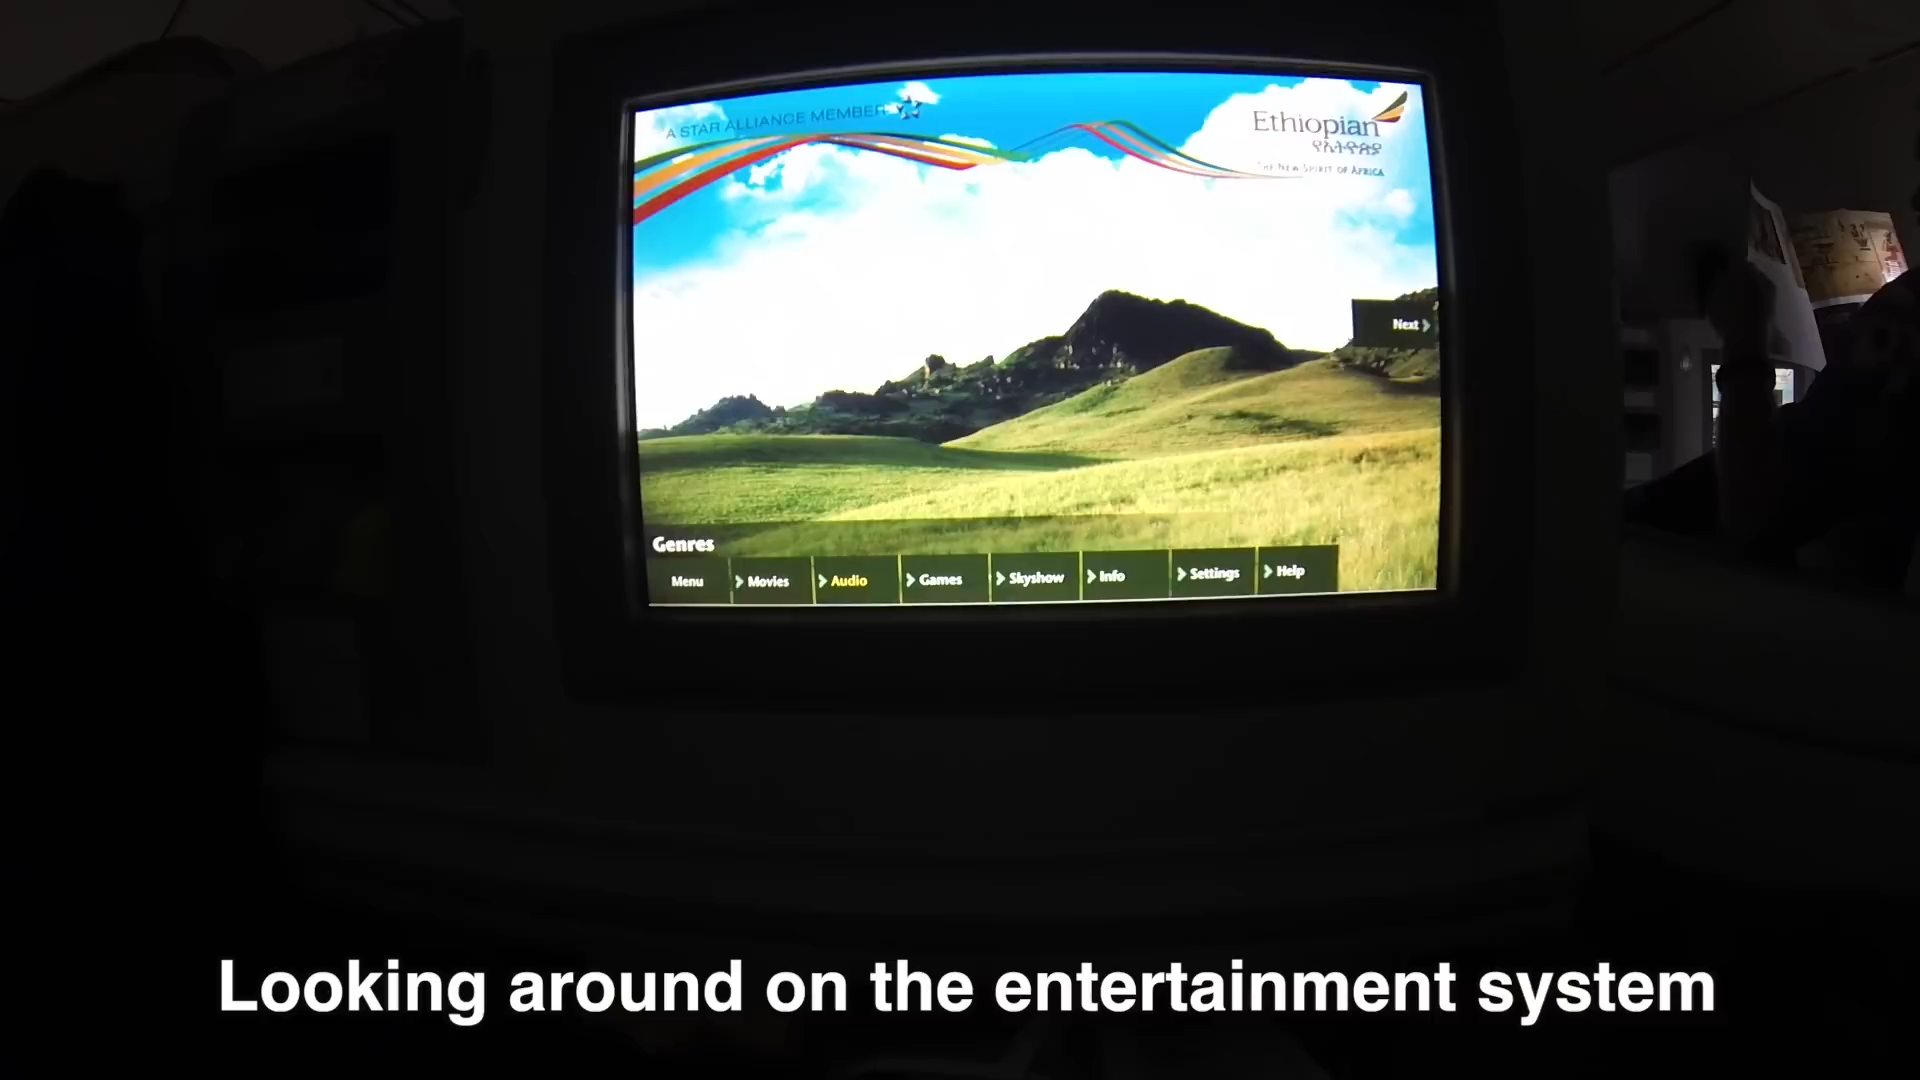 A STAR ALLIANCE MEMBER
Ethiopian
የኢትዮጵያ
THE NEW SPIRIT OF AFRICA
Next
Genres
Menu
Movies
Audio
Games
Skyshow
Info
Settings
Help
Looking around on the entertainment system